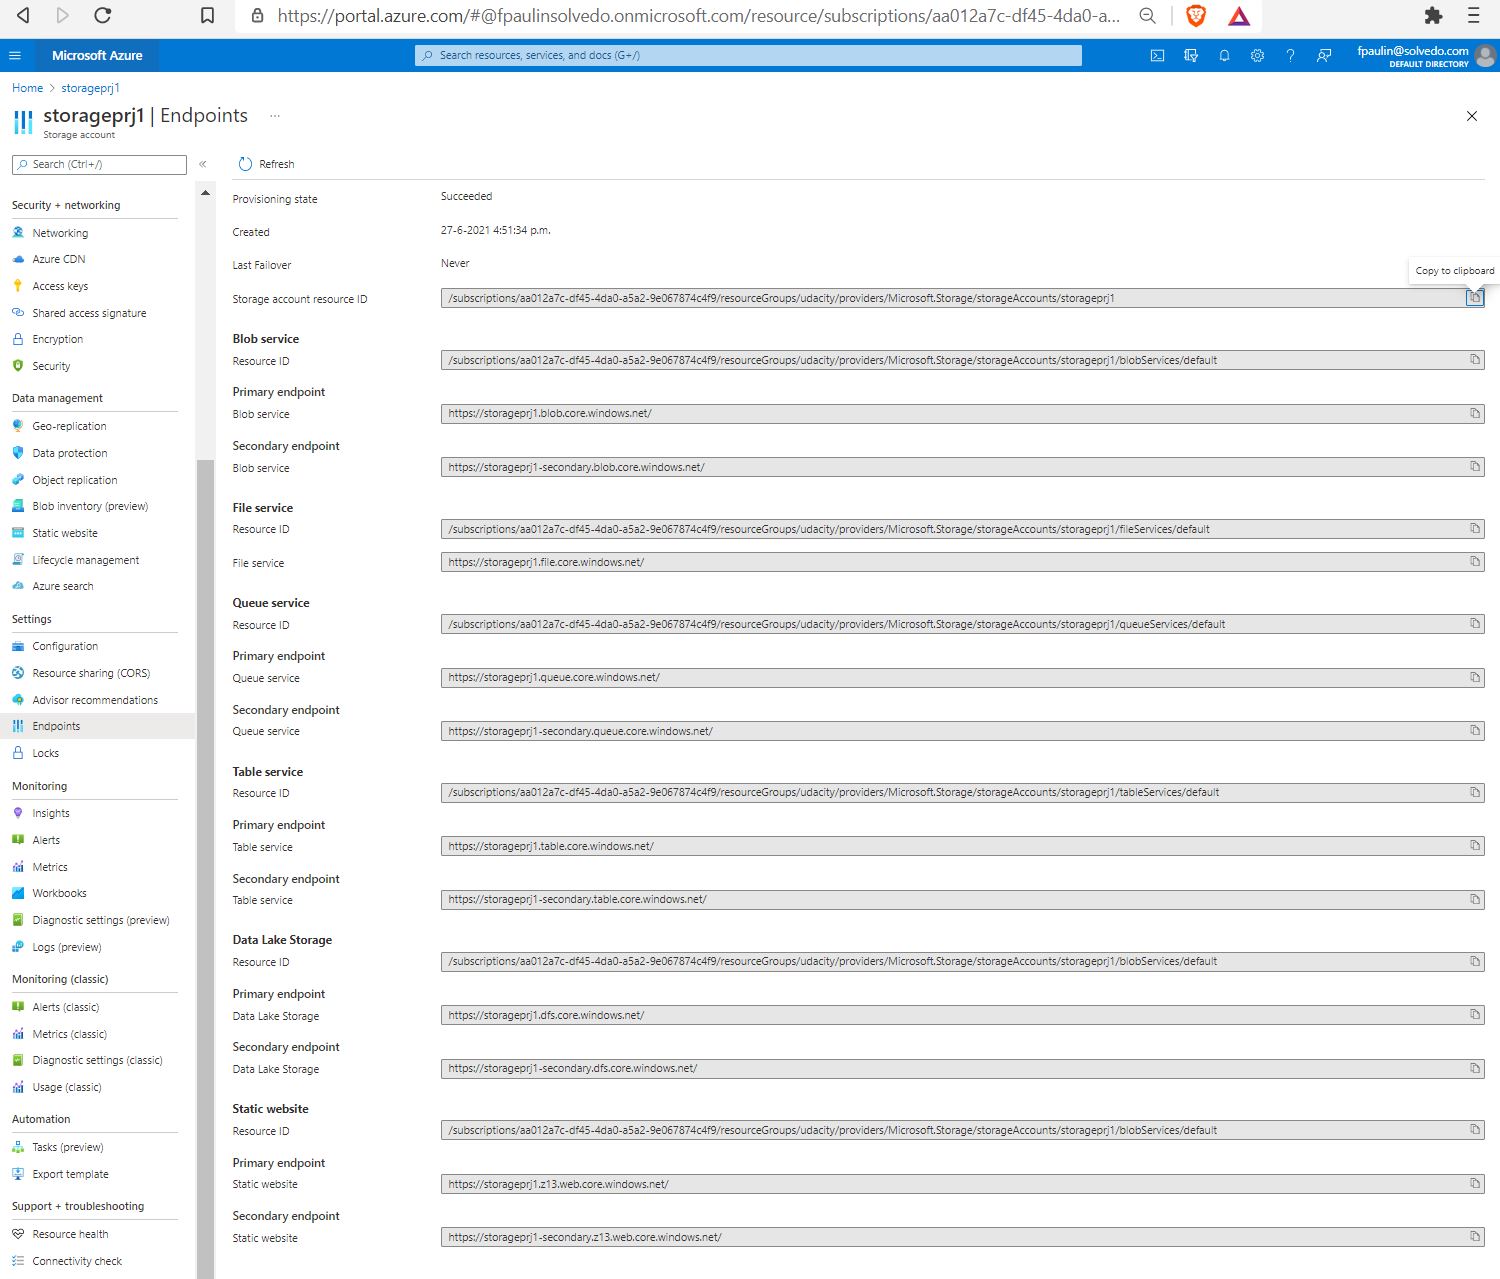 https://portal.azure.com/#@fpaulinsolvedo.onmicrosoft.com/resource/subscriptions/aa012a7c-df45-4da0-a...
Microsoft Azure
Search resources, services, and docs (G+/)
fpaulin@solvedo.com
DEFAULT DIRECTORY
Home > storageprj1
storageprj1 | Endpoints ...
Storage account
Search (Ctrl+/)
«
Security + networking
Networking
Azure CDN
Access keys
Shared access signature
Encryption
Security
Data management
Geo-replication
Data protection
Object replication
Blob inventory (preview)
Static website
Lifecycle management
Azure search
Settings
Configuration
Resource sharing (CORS)
Advisor recommendations
Endpoints
Locks
Monitoring
Insights
Alerts
Metrics
Workbooks
Diagnostic settings (preview)
Logs (preview)
Monitoring (classic)
Alerts (classic)
Metrics (classic)
Diagnostic settings (classic)
Usage (classic)
Automation
Tasks (preview)
Export template
Support + troubleshooting
Resource health
Connectivity check
Refresh
Provisioning state Succeeded
Created 27-6-2021 4:51:34 p.m.
Last Failover Never
Copy to clipboard
Storage account resource ID /subscriptions/aa012a7c-df45-4da0-a5a2-9e067874c4f9/resourceGroups/udacity/providers/Microsoft.Storage/storageAccounts/storageprj1
Blob service
Resource ID /subscriptions/aa012a7c-df45-4da0-a5a2-9e067874c4f9/resourceGroups/udacity/providers/Microsoft.Storage/storageAccounts/storageprj1/blobServices/default
Primary endpoint
Blob service https://storageprj1.blob.core.windows.net/
Secondary endpoint
Blob service https://storageprj1-secondary.blob.core.windows.net/
File service
Resource ID /subscriptions/aa012a7c-df45-4da0-a5a2-9e067874c4f9/resourceGroups/udacity/providers/Microsoft.Storage/storageAccounts/storageprj1/fileServices/default
File service https://storageprj1.file.core.windows.net/
Queue service
Resource ID /subscriptions/aa012a7c-df45-4da0-a5a2-9e067874c4f9/resourceGroups/udacity/providers/Microsoft.Storage/storageAccounts/storageprj1/queueServices/default
Primary endpoint
Queue service https://storageprj1.queue.core.windows.net/
Secondary endpoint
Queue service https://storageprj1-secondary.queue.core.windows.net/
Table service
Resource ID /subscriptions/aa012a7c-df45-4da0-a5a2-9e067874c4f9/resourceGroups/udacity/providers/Microsoft.Storage/storageAccounts/storageprj1/tableServices/default
Primary endpoint
Table service https://storageprj1.table.core.windows.net/
Secondary endpoint
Table service https://storageprj1-secondary.table.core.windows.net/
Data Lake Storage
Resource ID /subscriptions/aa012a7c-df45-4da0-a5a2-9e067874c4f9/resourceGroups/udacity/providers/Microsoft.Storage/storageAccounts/storageprj1/blobServices/default
Primary endpoint
Data Lake Storage https://storageprj1.dfs.core.windows.net/
Secondary endpoint
Data Lake Storage https://storageprj1-secondary.dfs.core.windows.net/
Static website
Resource ID /subscriptions/aa012a7c-df45-4da0-a5a2-9e067874c4f9/resourceGroups/udacity/providers/Microsoft.Storage/storageAccounts/storageprj1/blobServices/default
Primary endpoint
Static website https://storageprj1.z13.web.core.windows.net/
Secondary endpoint
Static website https://storageprj1-secondary.z13.web.core.windows.net/